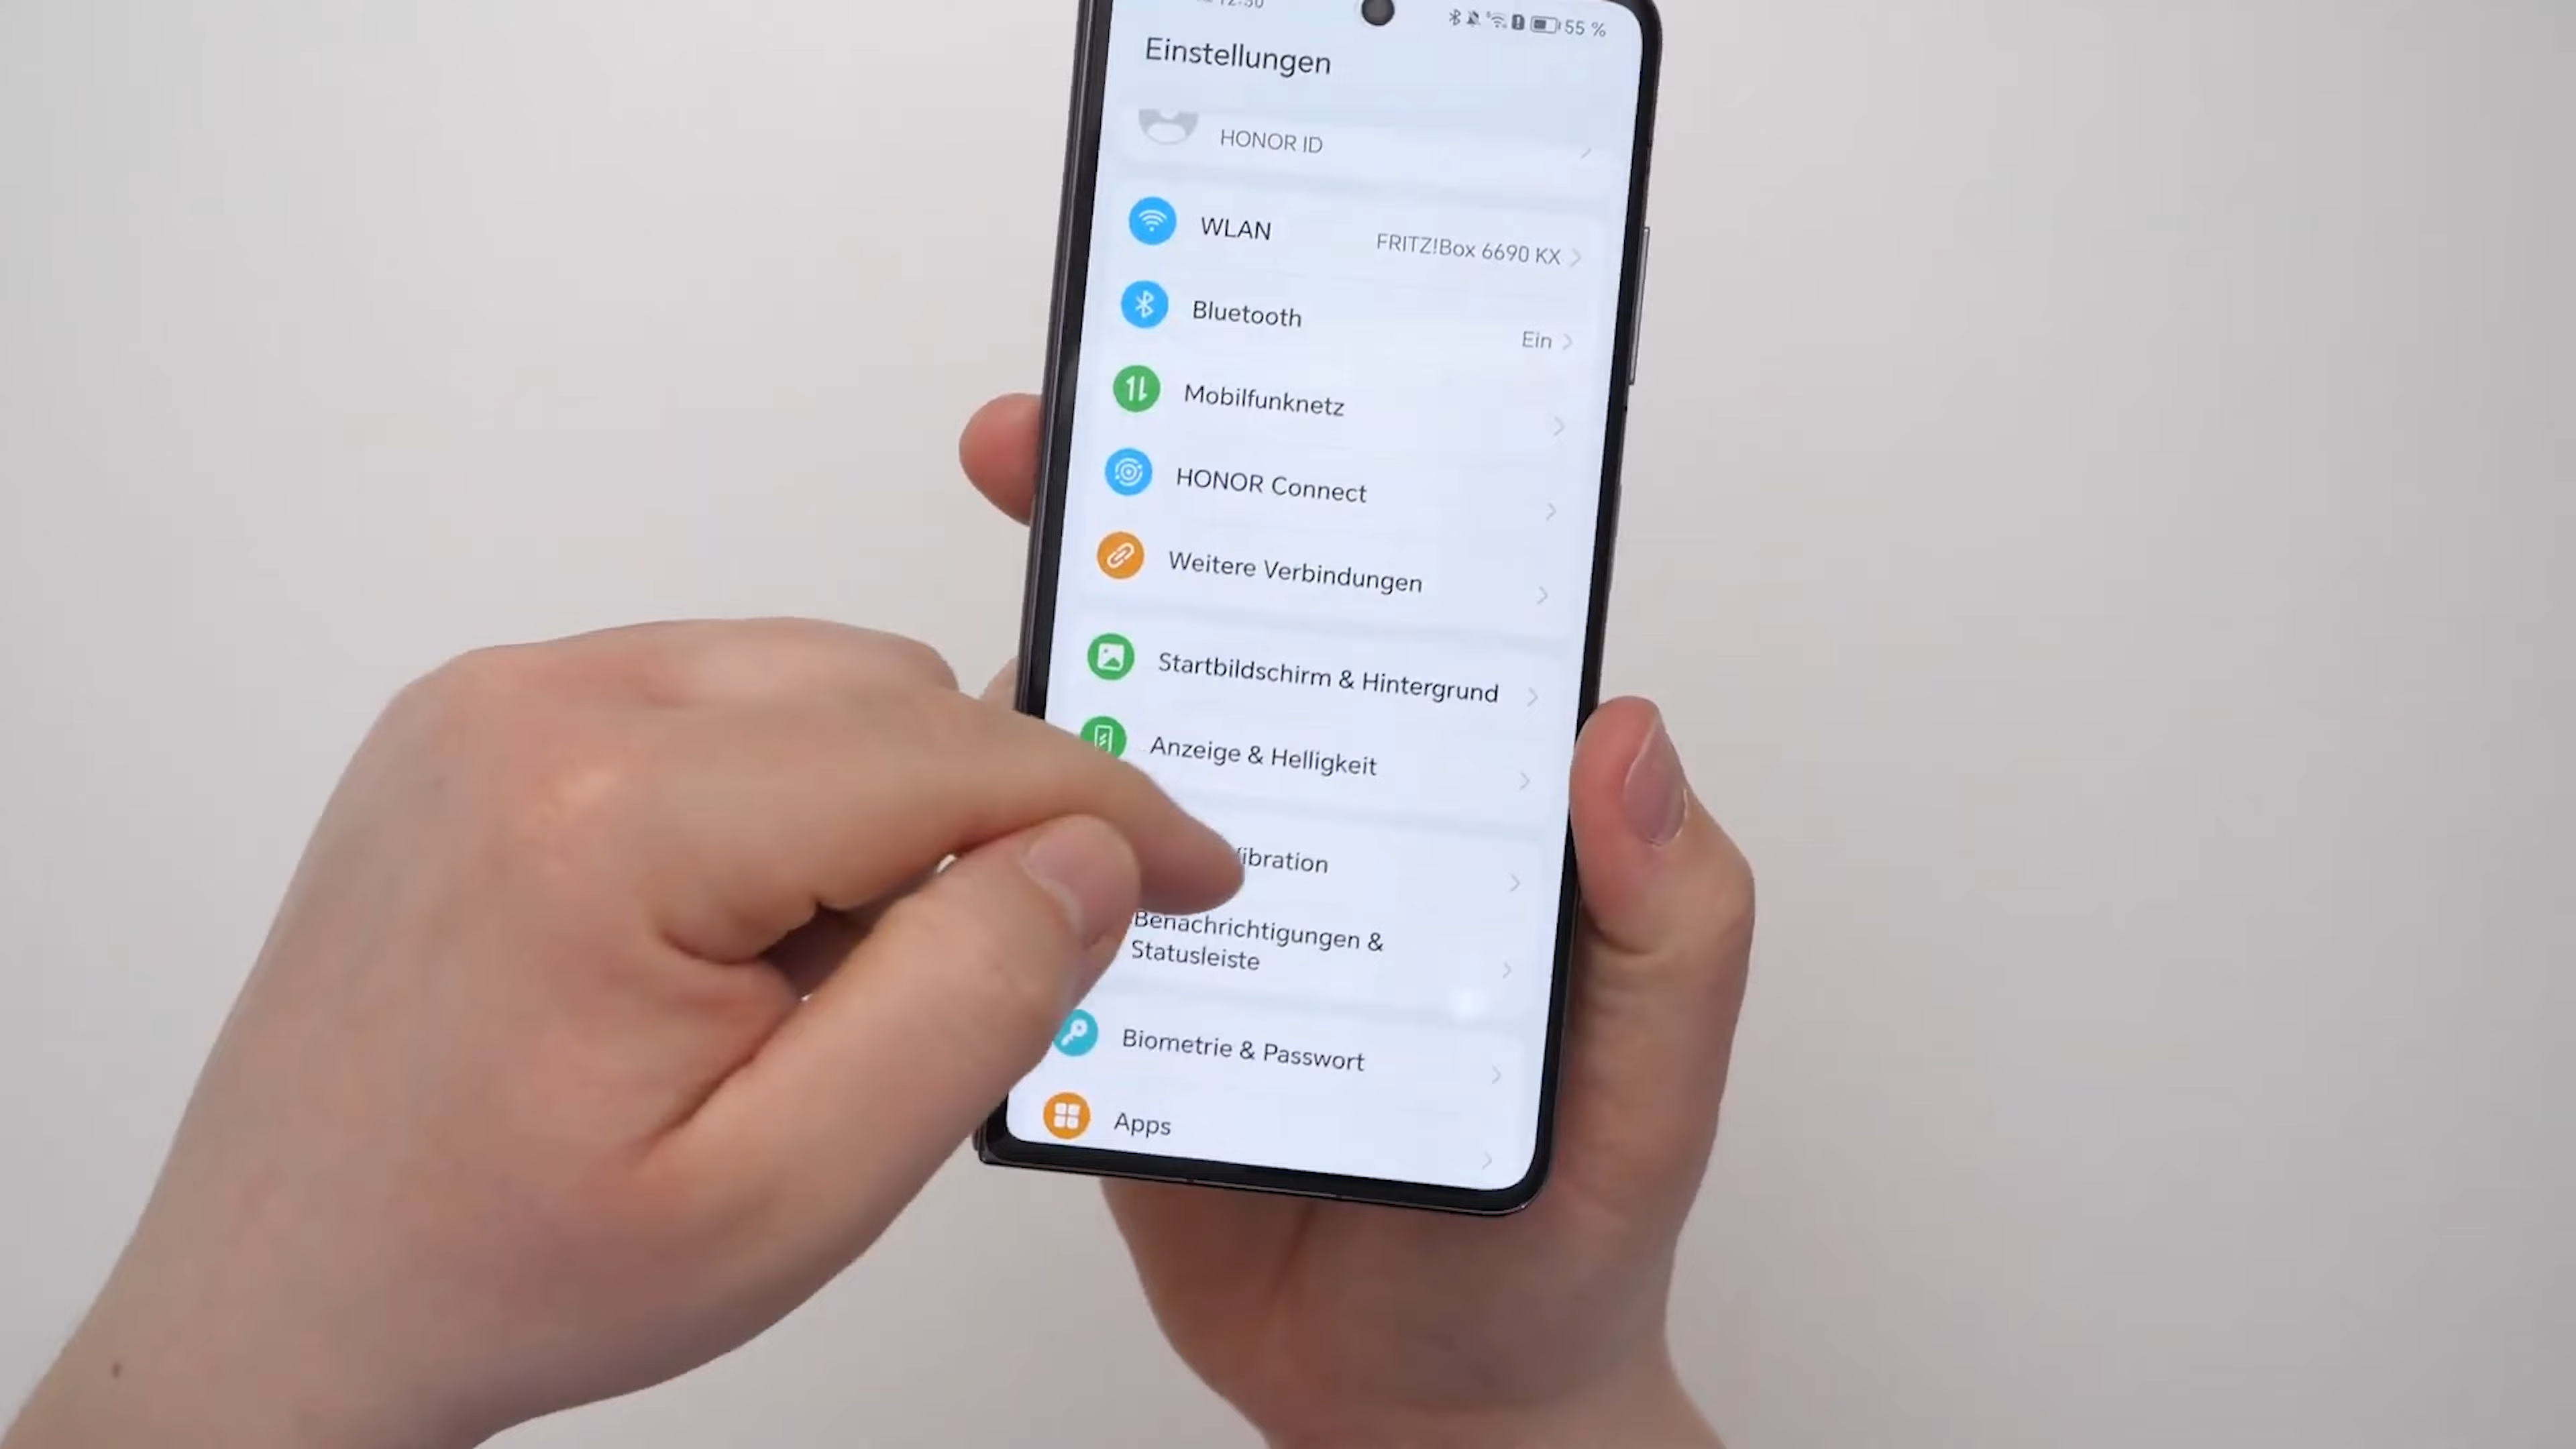 55 %
Einstellungen
HONOR ID
WLAN
FRITZ!Box 6690 KX
Bluetooth
Ein
Mobilfunknetz
HONOR Connect
Weitere Verbindungen
Startbildschirm & Hintergrund
Anzeige & Helligkeit
Benachrichtigungen &
Statusleiste
Biometrie & Passwort
Apps